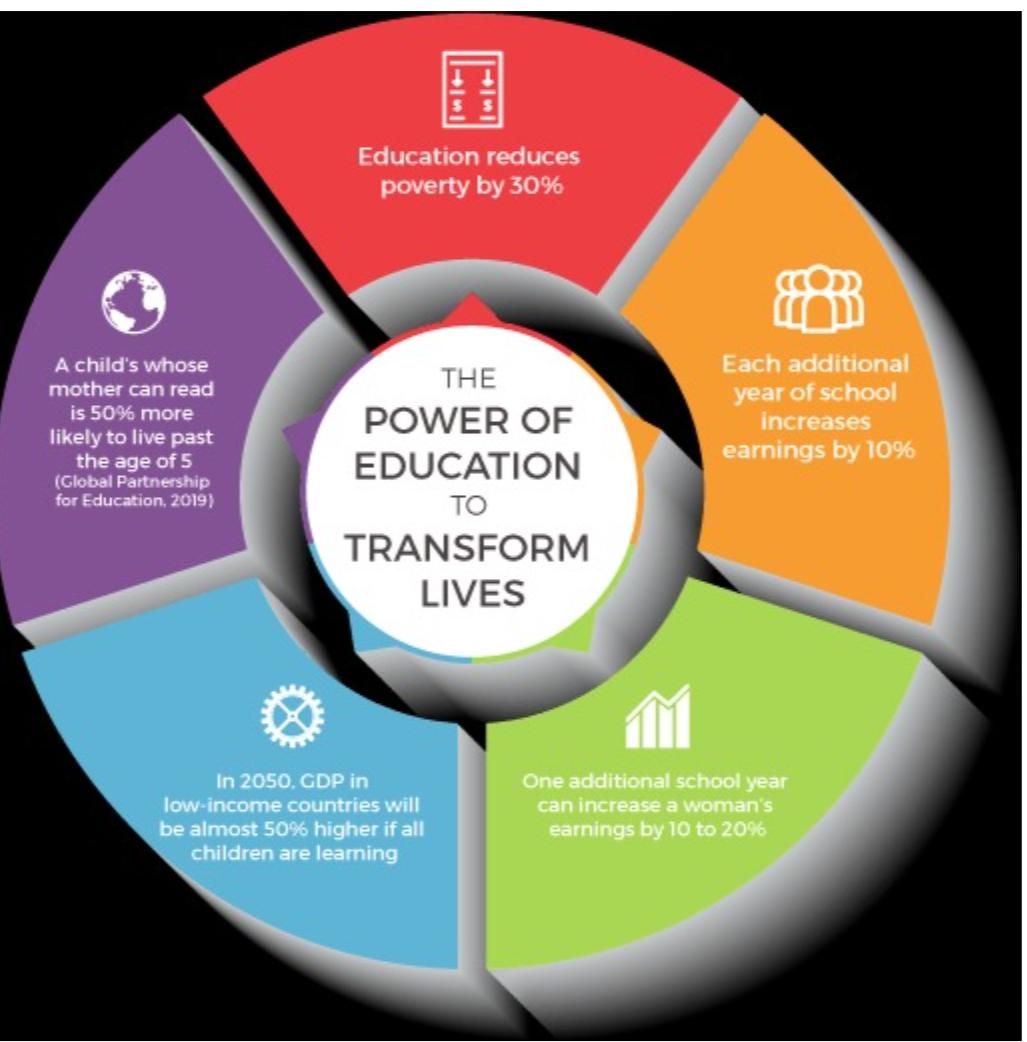 THE
POWER OF
EDUCATION
TO
TRANSFORM
LIVES
Education reduces
poverty by 30%
Each additional
year of school
increases
earnings by 10%
One additional school year
can increase a woman's
earnings by 10 to 20%
In 2050, GDP in
low-income countries will
be almost 50% higher if all
children are learning
A child's whose
mother can read
is 50% more
likely to live past
the age of 5
(Global Partnership
for Education, 2019)
$ $